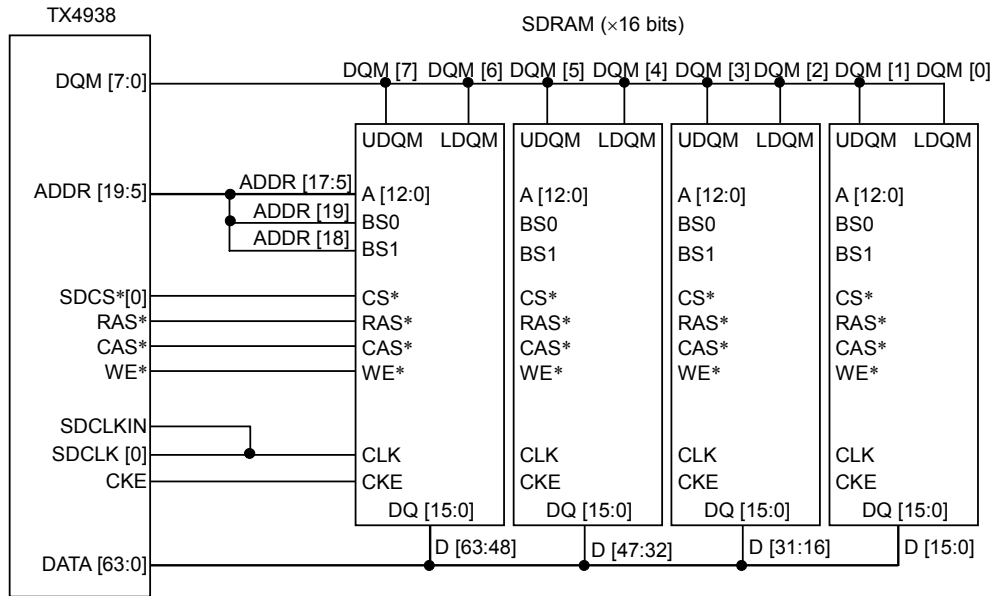 TX4938
SDRAM (×16 bits)
DQM [7:0]
DQM [7] DQM [6] DQM [5] DQM [4] DQM [3] DQM [2] DQM [1] DQM [0]
UDQM LDQM UDQM LDQM UDQM LDQM UDQM LDQM
ADDR [19:5] ADDR [17:5] A [12:0] A [12:0] A [12:0] A [12:0]
ADDR [19] BS0 BS0 BS0 BS0
ADDR [18] BS1 BS1 BS1 BS1
SDCS*[0] CS* CS* CS* CS*
RAS* RAS* RAS* RAS* RAS*
CAS* CAS* CAS* CAS* CAS*
WE* WE* WE* WE* WE*
SDCLKIN
SDCLK [0] CLK CLK CLK CLK
CKE CKE CKE CKE CKE
DQ [15:0] DQ [15:0] DQ [15:0] DQ [15:0]
D [63:48] D [47:32] D [31:16] D [15:0]
DATA [63:0]